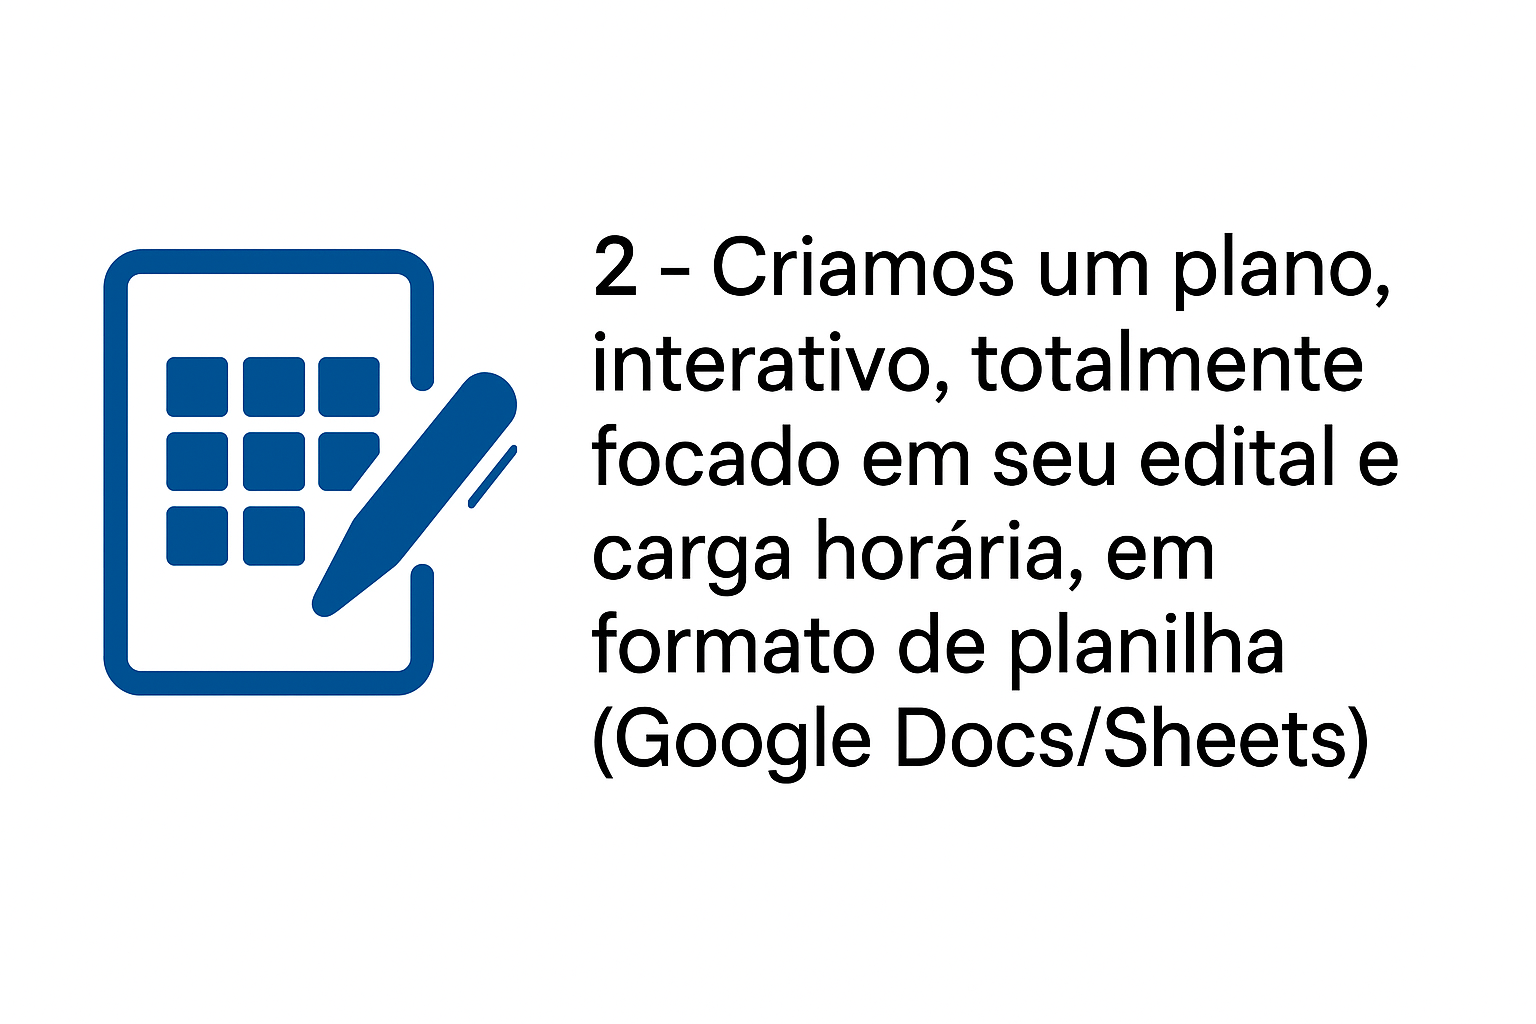 2 – Criamos um plano,
interativo, totalmente
focado em seu edital e
carga horária, em
formato de planilha
(Google Docs/Sheets)